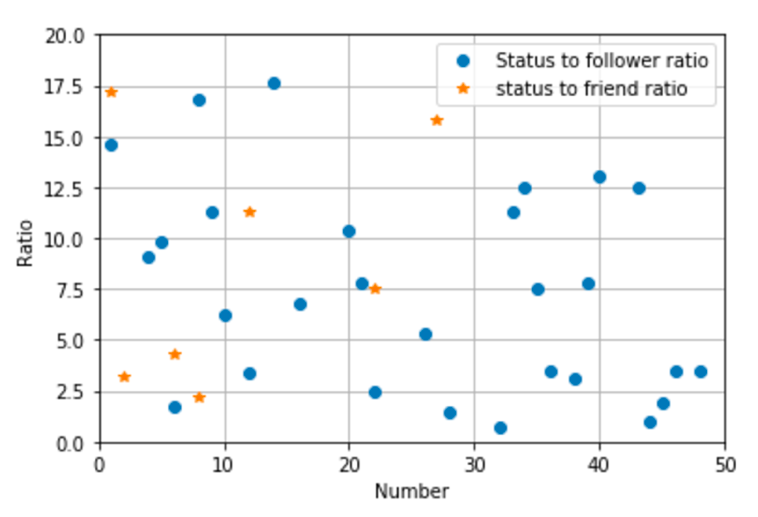 20.0
17.5
15.0
12.5
10.0
7.5
5.0
2.5
0.0
Ratio
Status to follower ratio
status to friend ratio
0 10 20 30 40 50
Number